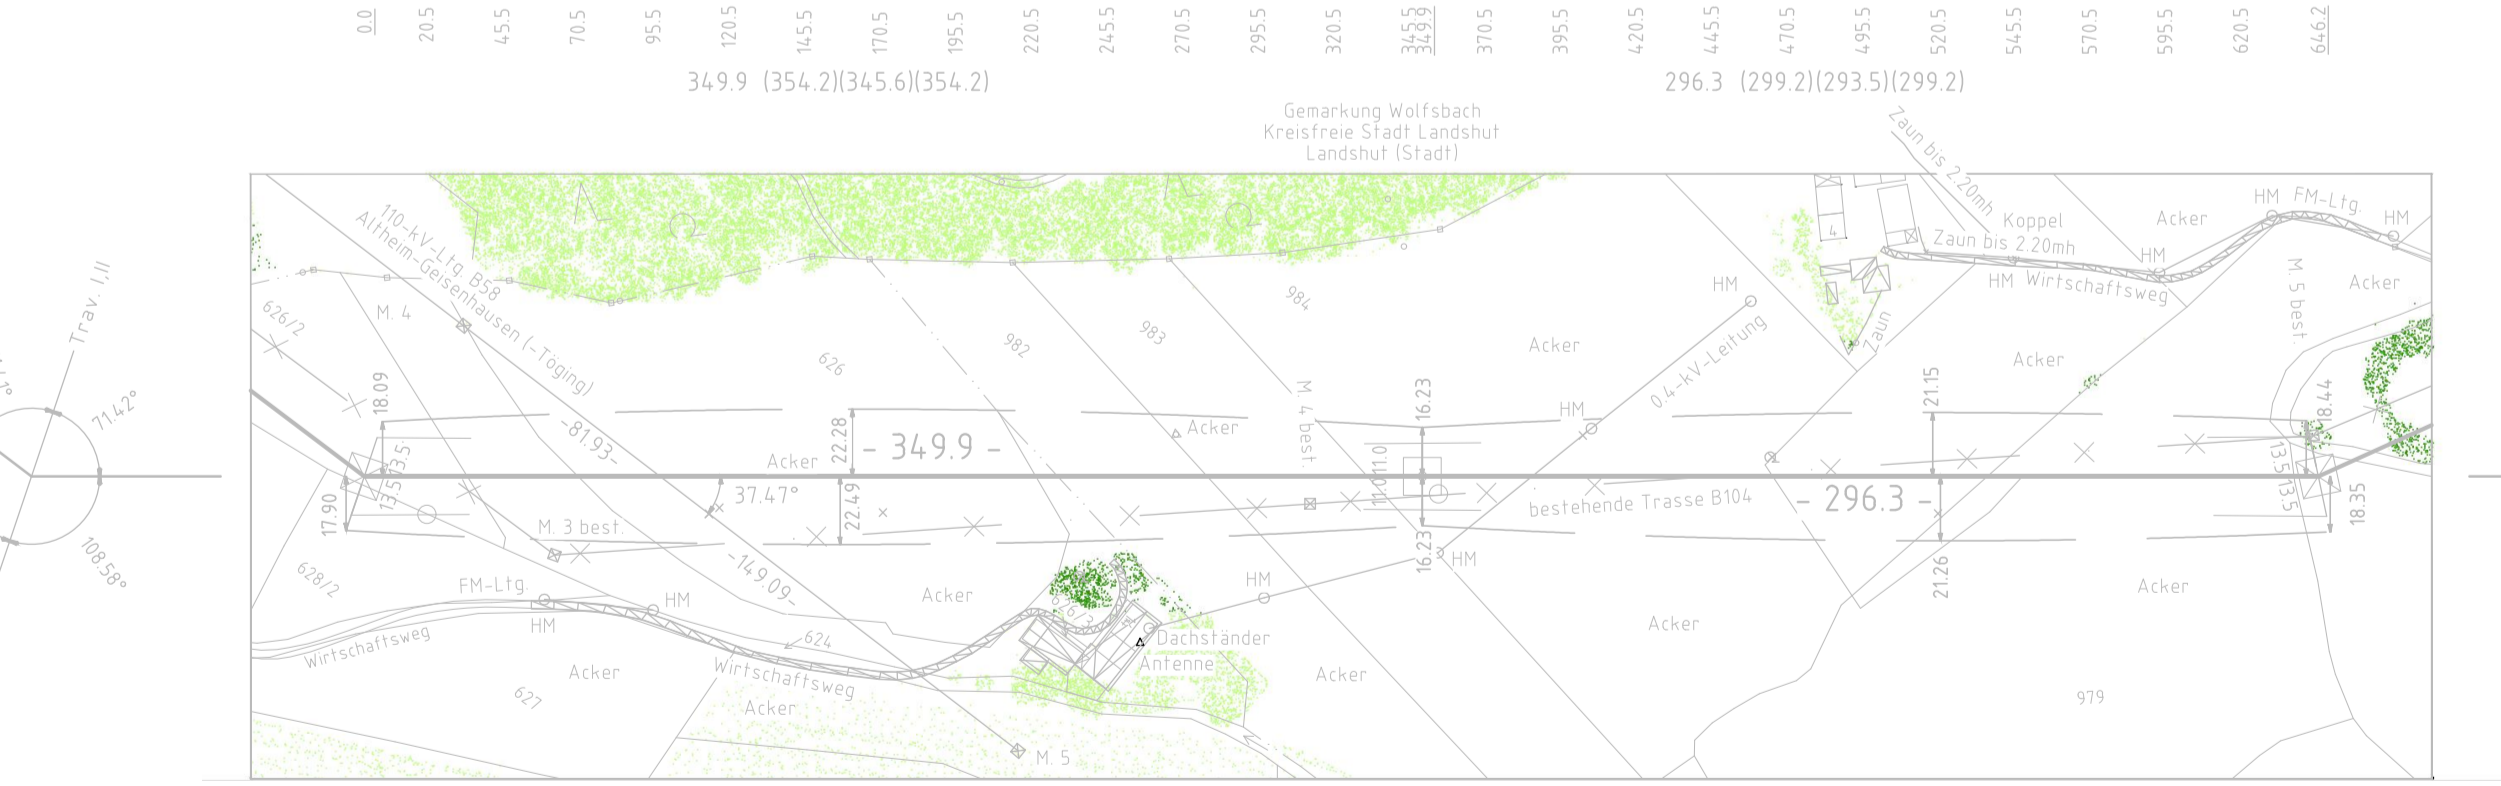 0.0
20.5
45.5
70.5
95.5
120.5
145.5
170.5
195.5
220.5
245.5
270.5
295.5
320.5
345.5
349.9
370.5
395.5
420.5
445.5
470.5
495.5
520.5
545.5
570.5
595.5
620.5
646.2
349.9 (354.2)(345.6)(354.2)
296.3 (299.2)(293.5)(299.2)
Gemarkung Wolfsbach
Kreisfreie Stadt Landshut
Landshut (Stadt)
Zaun bis 2.20mh
110-kV-Ltg B58
Altheim-Geisenhausen (-Töging)
Koppel
Zaun bis 2.20mh
Acker
HM
FM-Ltg.
HM
HM
HM
Wirtschaftsweg
Acker
M. 5 best.
4
Trav. I,II
626/2
M. 4
626
982
983
984
HM
0.4-kV-Leitung
Zaun
Acker
Acker
71.42°
108.58°
18.09
17.90
13.5
13.5
-81.93-
22.28
- 349.9 -
Acker
Acker
M. 4 best.
HM
16.23
11.0
11.0
16.23
21.15
18.44
13.5
13.5
18.35
37.47°
22.49
M. 3 best.
bestehende Trasse B104
- 296.3 -
21.26
HM
-149.09-
628/2
FM-Ltg.
HM
HM
Wirtschaftsweg
624
Acker
HM
Dachständer
Antenne
Acker
Acker
Acker
Wirtschaftsweg
Acker
Acker
627
979
M. 5